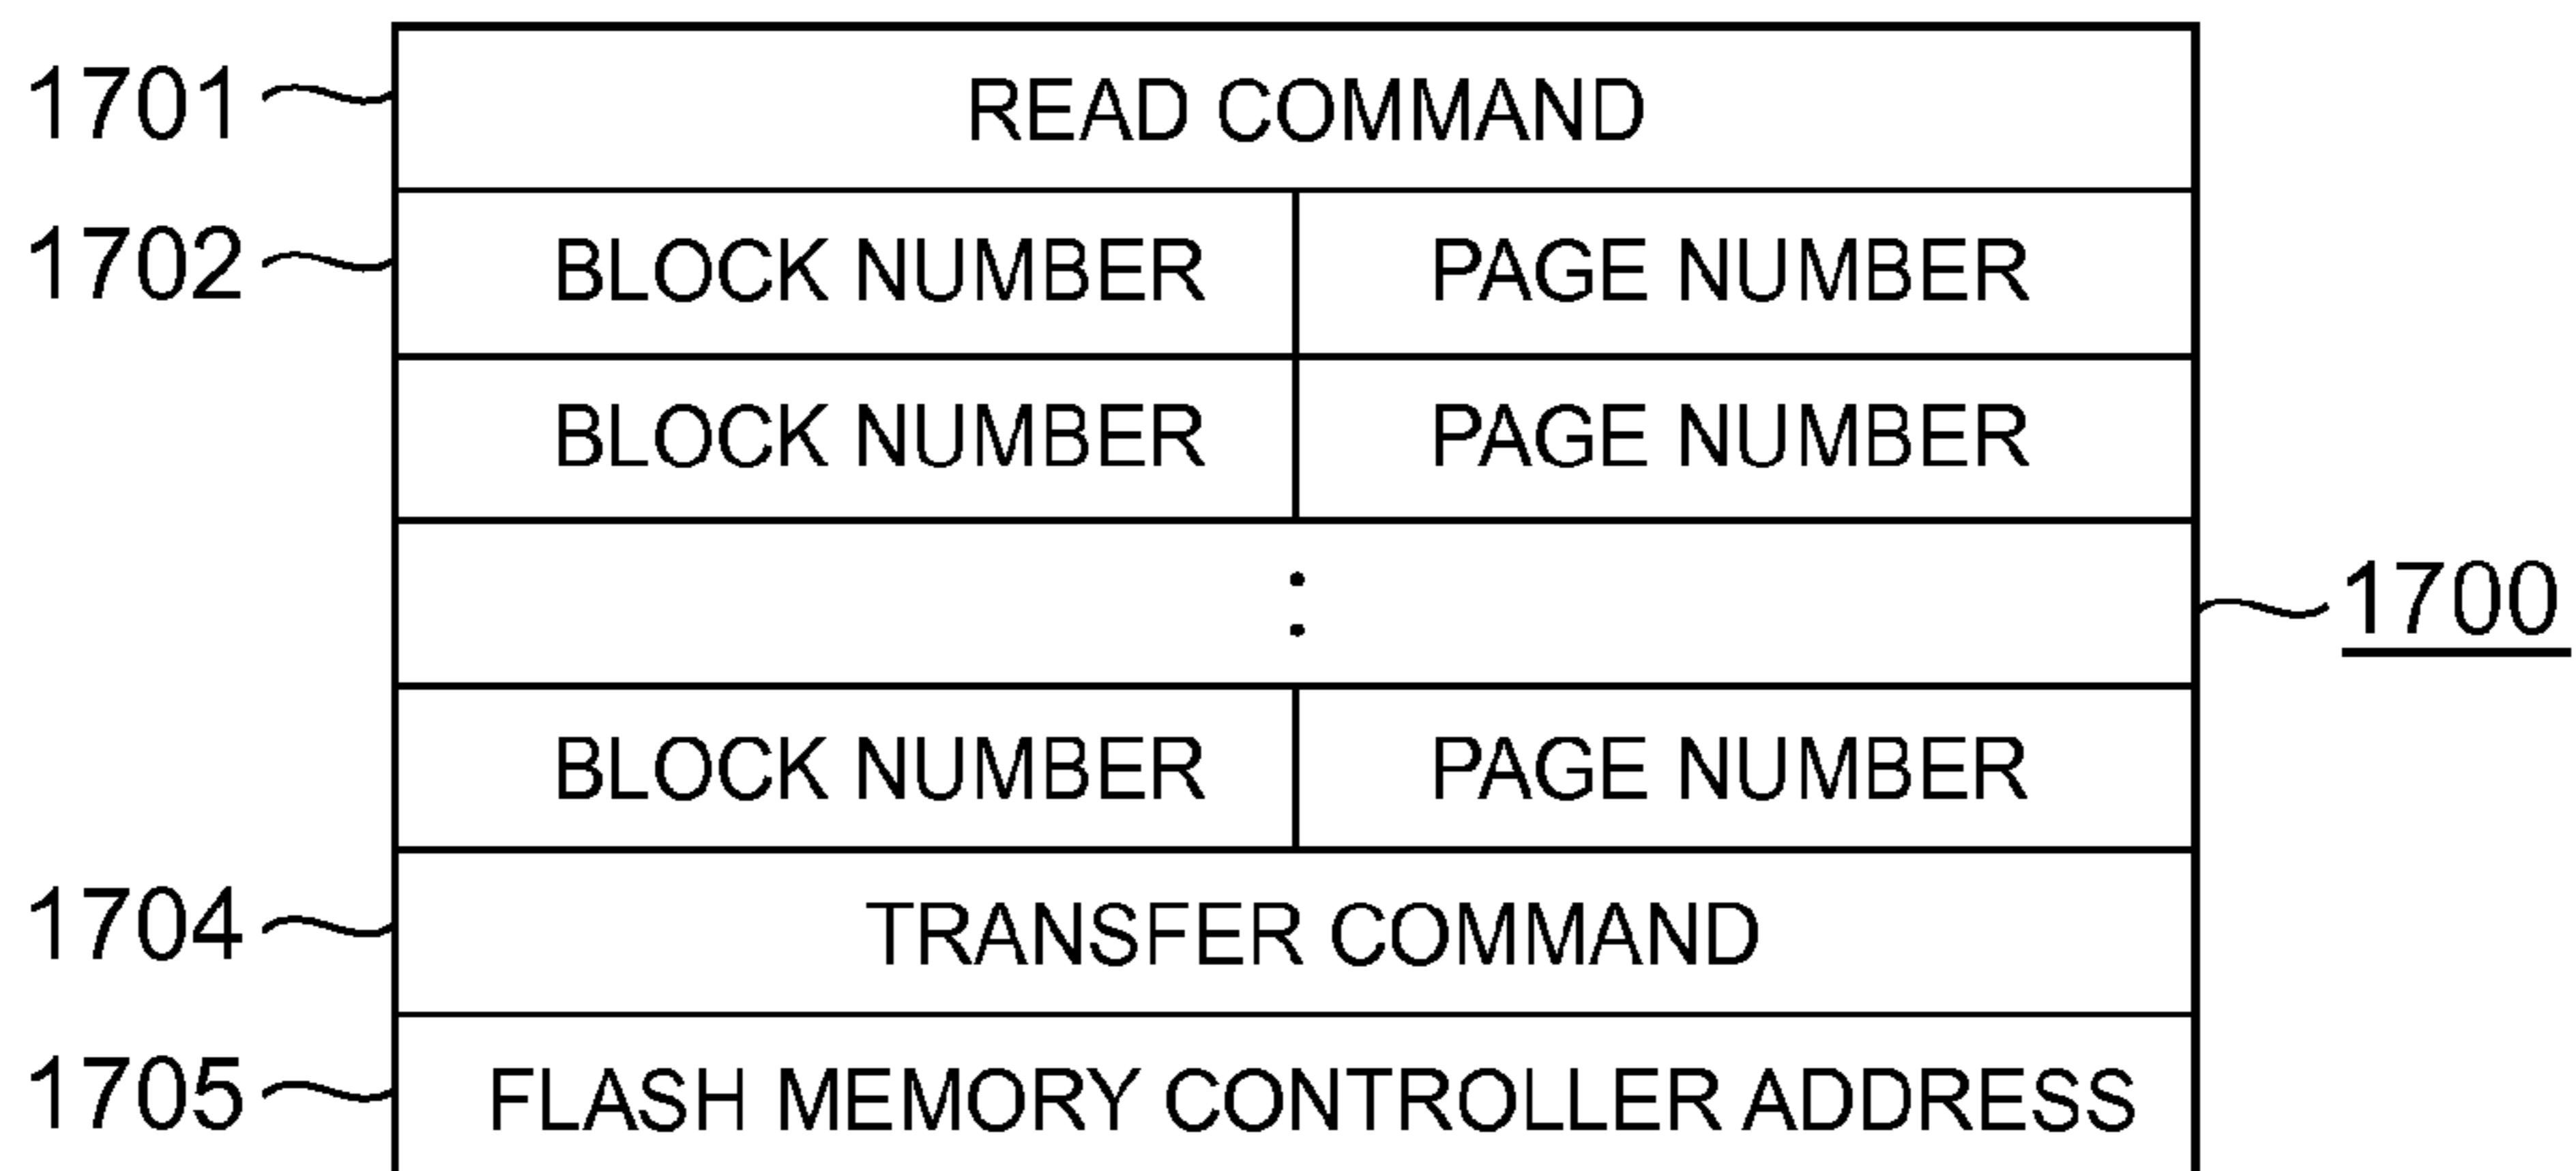 1701 READ COMMAND
1702 BLOCK NUMBER PAGE NUMBER
BLOCK NUMBER PAGE NUMBER
: 1700
BLOCK NUMBER PAGE NUMBER
1704 TRANSFER COMMAND
1705 FLASH MEMORY CONTROLLER ADDRESS